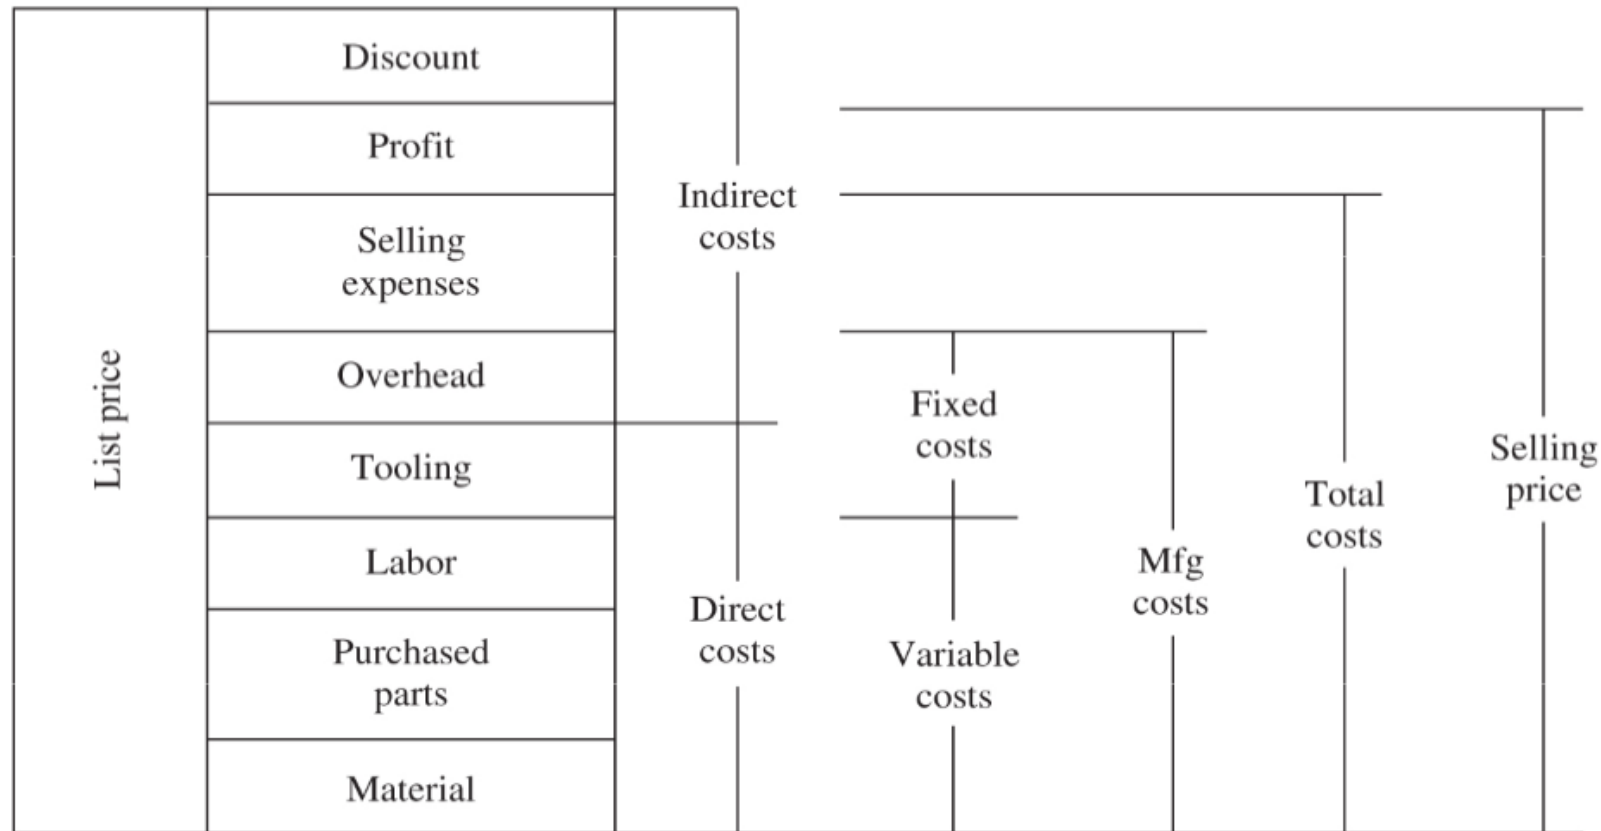 List price
Discount
Profit
Selling
expenses
Overhead
Tooling
Labor
Purchased
parts
Material
Indirect
costs
Direct
costs
Fixed
costs
Variable
costs
Mfg
costs
Total
costs
Selling
price